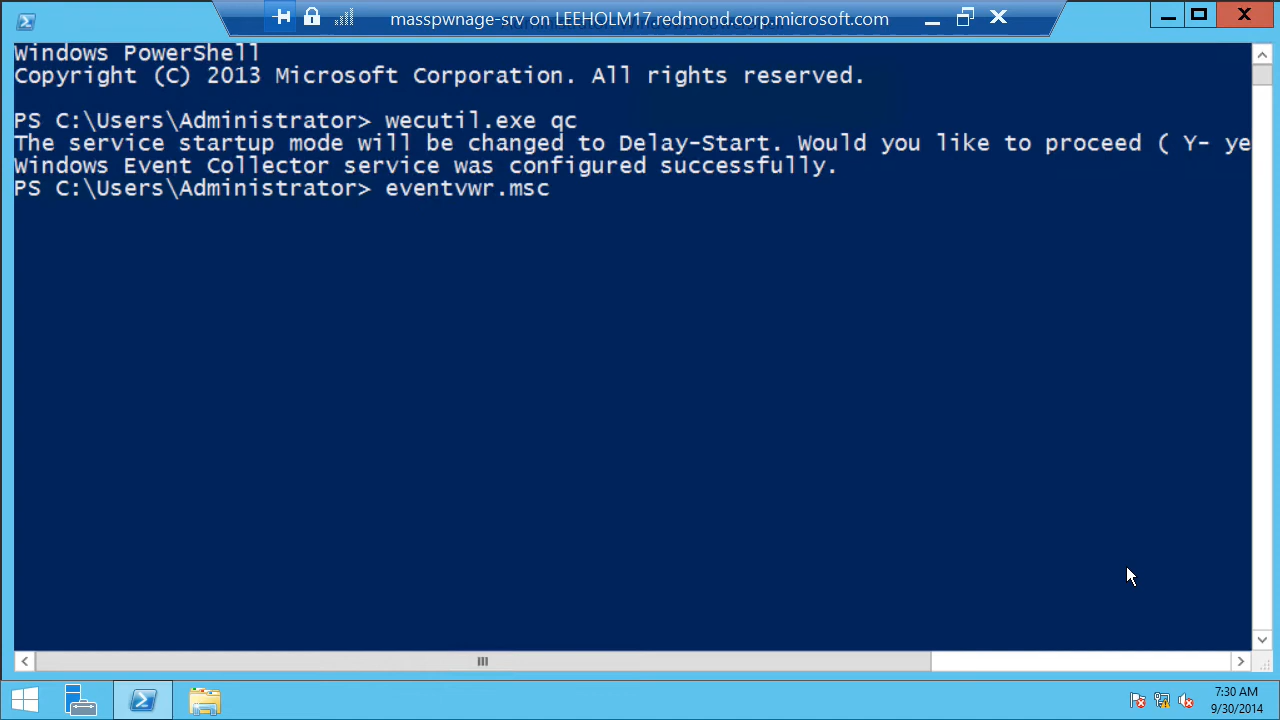 masspwnage-srv on LEEHOLM17.redmond.corp.microsoft.com
Windows PowerShell
Copyright (C) 2013 Microsoft Corporation. All rights reserved.
PS C:\Users\Administrator> wecutil.exe qc
The service startup mode will be changed to Delay-Start. Would you like to proceed ( Y- ye
Windows Event Collector service was configured successfully.
PS C:\Users\Administrator> eventvwr.msc
7:30 AM
9/30/2014